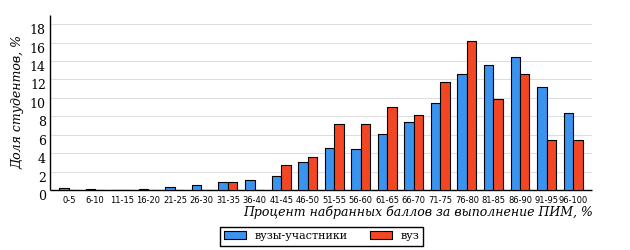 Доля студентов, %
18
16
14
12
10
8
6
4
2
0
0-5 6-10 11-15 16-20 21-25 26-30 31-35 36-40 41-45 46-50 51-55 56-60 61-65 66-70 71-75 76-80 81-85 86-90 91-95 96-100
Процент набранных баллов за выполнение ПИМ, %
вузы-участники вуз